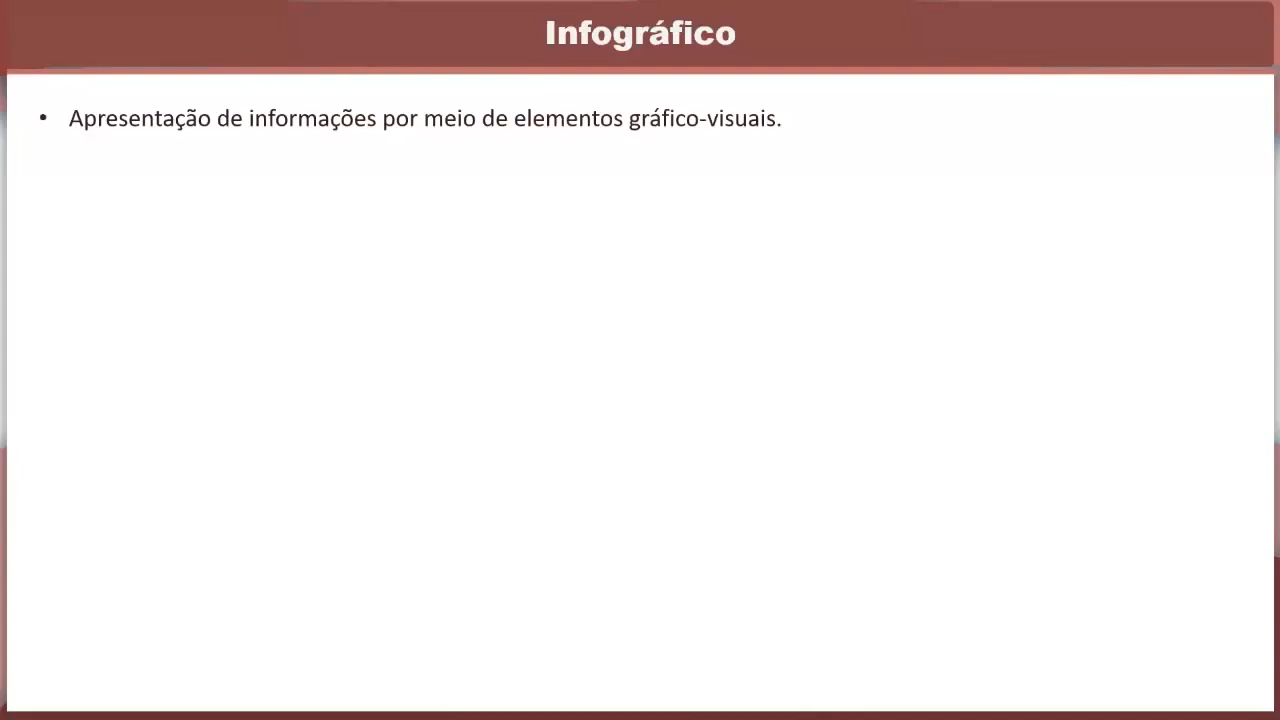 Infográfico
• Apresentação de informações por meio de elementos gráfico-visuais.